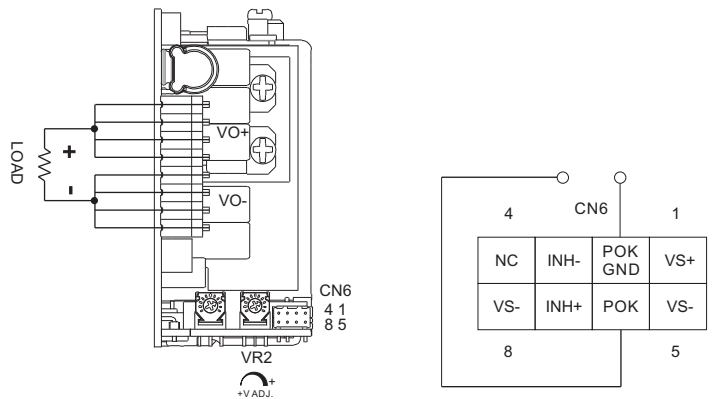 VO+
LOAD
+
-
VO-
CN6
4 1
8 5
VR2
+
+V ADJ.
4
CN6
1
NC
INH-
POK
GND
VS+
VS-
INH+
POK
VS-
8
5